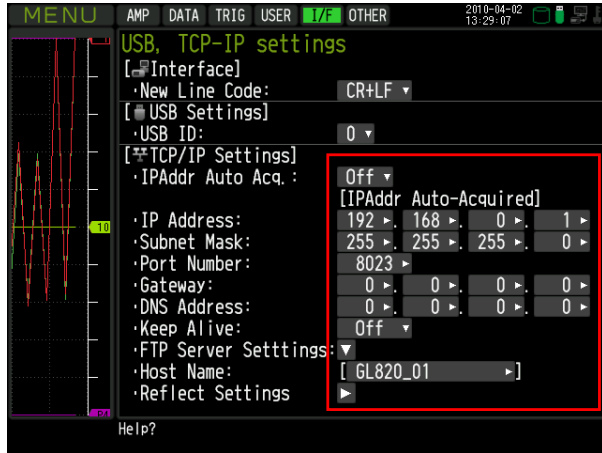 MENU AMP DATA TRIG USER I/F OTHER 2010-04-02
13:29:07
USB, TCP-IP settings
[Interface]
・New Line Code: CR+LF
[USB Settings]
・USB ID: 0
[TCP/IP Settings]
・IPAddr Auto Acq.: Off
[IPAddr Auto-Acquired]
・IP Address: 192 . 168 . 0 . 1
10
・Subnet Mask: 255 . 255 . 255 . 0
・Port Number: 8023
・Gateway: 0 . 0 . 0 . 0
・DNS Address: 0 . 0 . 0 . 0
・Keep Alive: Off
・FTP Server Setttings:
・Host Name: [ GL820_01 ]
・Reflect Settings
Help?